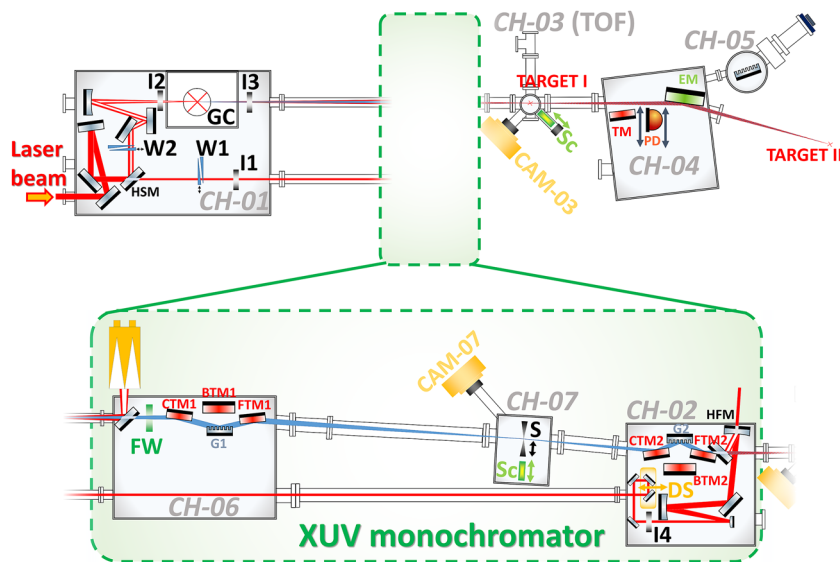 CH-03 (TOF)
CH-05
I2
I3
GC
TARGET I
EM
Sc
TM
PD
W2
W1
I1
Laser
beam
HSM
CH-01
CAM-03
CH-04
TARGET II
CAM-07
CH-07
CH-02
HFM
CTM1
BTM1
FTM1
G1
FW
S
Sc
CTM2
G2
FTM2
BTM2
DS
I4
CH-06
XUV monochromator